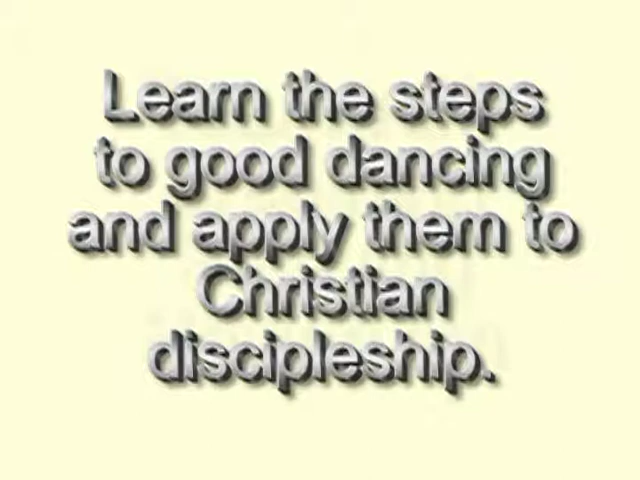 Learn the steps
to good dancing
and apply them to
Christian
discipleship.